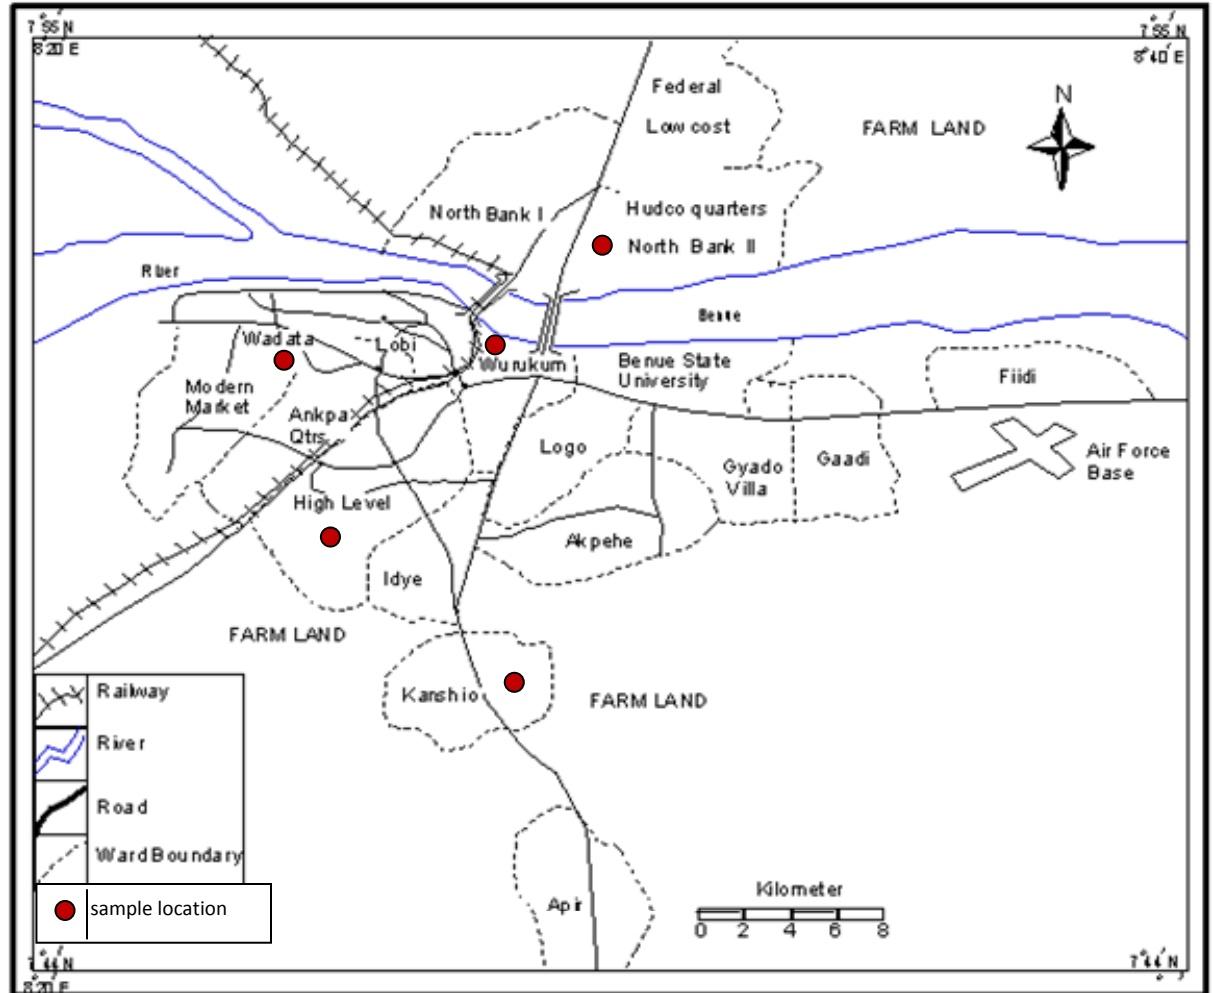 7°55'N
8°20'E
7°55'N
8°40'E
N
Federal
Low cost
FARM LAND
North Bank I
Hudco quarters
North Bank II
River
Benue
Wadata
Lobi
Wurukum
Benue State
University
Fiidi
Modern
Market
Ankpa
Qtrs
Logo
Gyado
Villa
Gaadi
Air Force
Base
High Level
Akpehe
Idye
FARM LAND
Kanshio
FARM LAND
Railway
River
Road
Ward Boundary
sample location
Apir
Kilometer
0 2 4 6 8
7°44'N
8°20'E
7°44'N